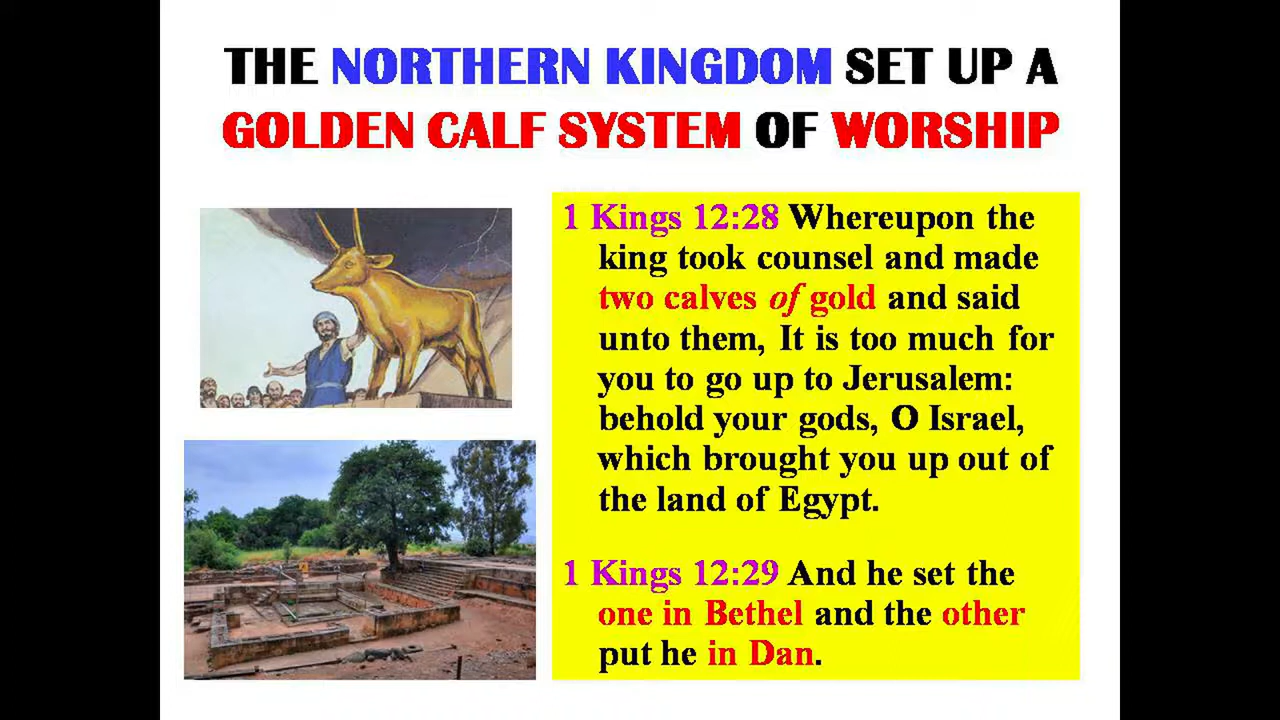 THE NORTHERN KINGDOM SET UP A
GOLDEN CALF SYSTEM OF WORSHIP
1 Kings 12:28 Whereupon the
king took counsel and made
two calves of gold and said
unto them, It is too much for
you to go up to Jerusalem:
behold your gods, O Israel,
which brought you up out of
the land of Egypt.
1 Kings 12:29 And he set the
one in Bethel and the other
put he in Dan.